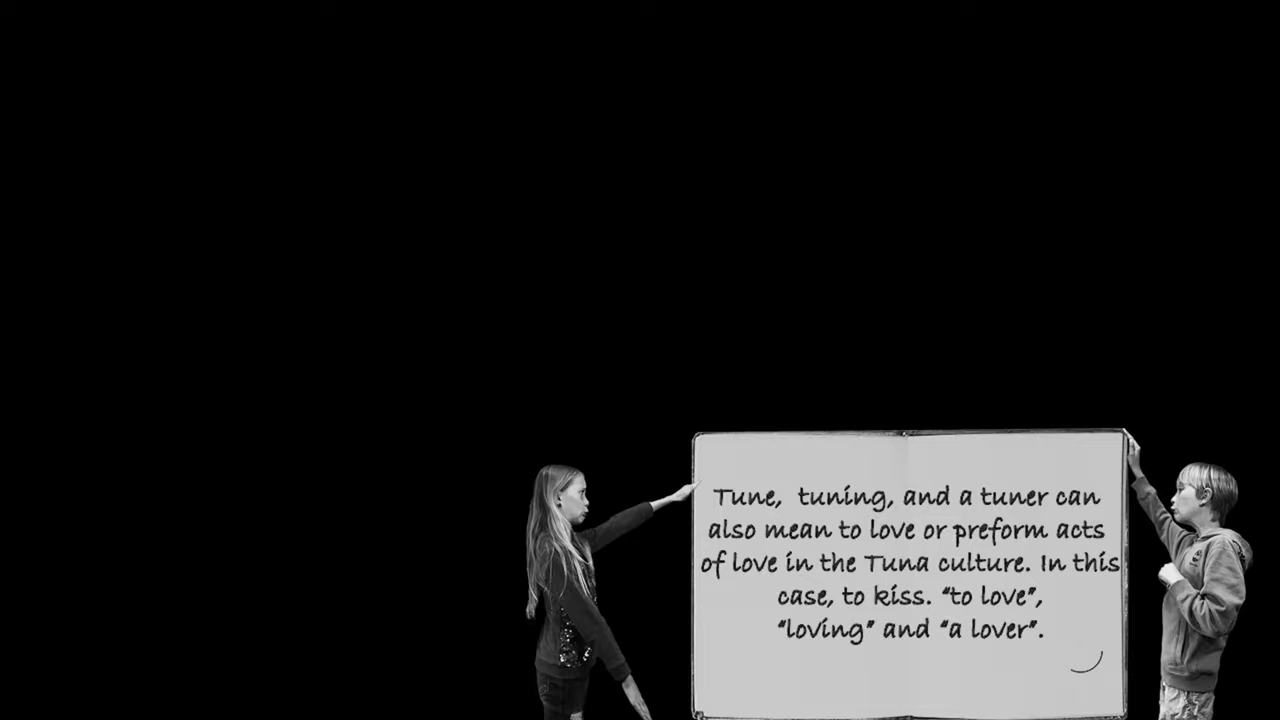 Tune,  tuning, and a tuner can
also mean to love or preform acts
of love in the Tuna culture. In this
case, to kiss. “to love”,
“loving” and “a lover”.